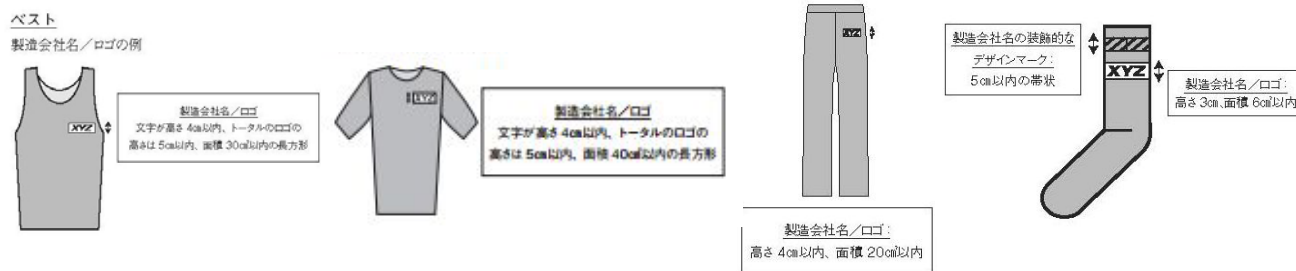 ベスト
製造会社名／ロゴの例
XYZ
製造会社名／ロゴ
文字が高さ 4㎝以内、トータルのロゴの
高さは 5㎝以内、面積 30㎠以内の長方形
XYZ
製造会社名／ロゴ
文字が高さ 4㎝以内、トータルのロゴの
高さは 5㎝以内、面積 40㎠以内の長方形
XYZ
製造会社名／ロゴ：
高さ 4㎝以内、面積 20㎠以内
製造会社名の装飾的な
デザインマーク：
5㎝以内の帯状
XYZ
製造会社名／ロゴ：
高さ 3㎝、面積 6㎠以内